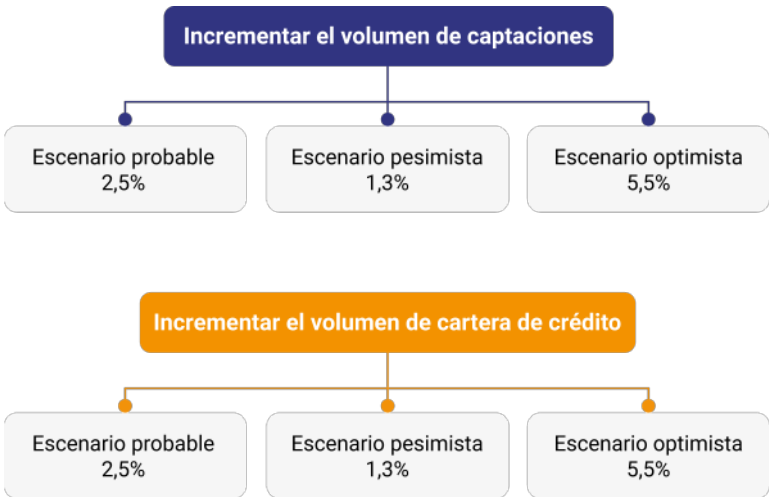 Incrementar el volumen de captaciones
Escenario probable
2,5%
Escenario pesimista
1,3%
Escenario optimista
5,5%
Incrementar el volumen de cartera de crédito
Escenario probable
2,5%
Escenario pesimista
1,3%
Escenario optimista
5,5%